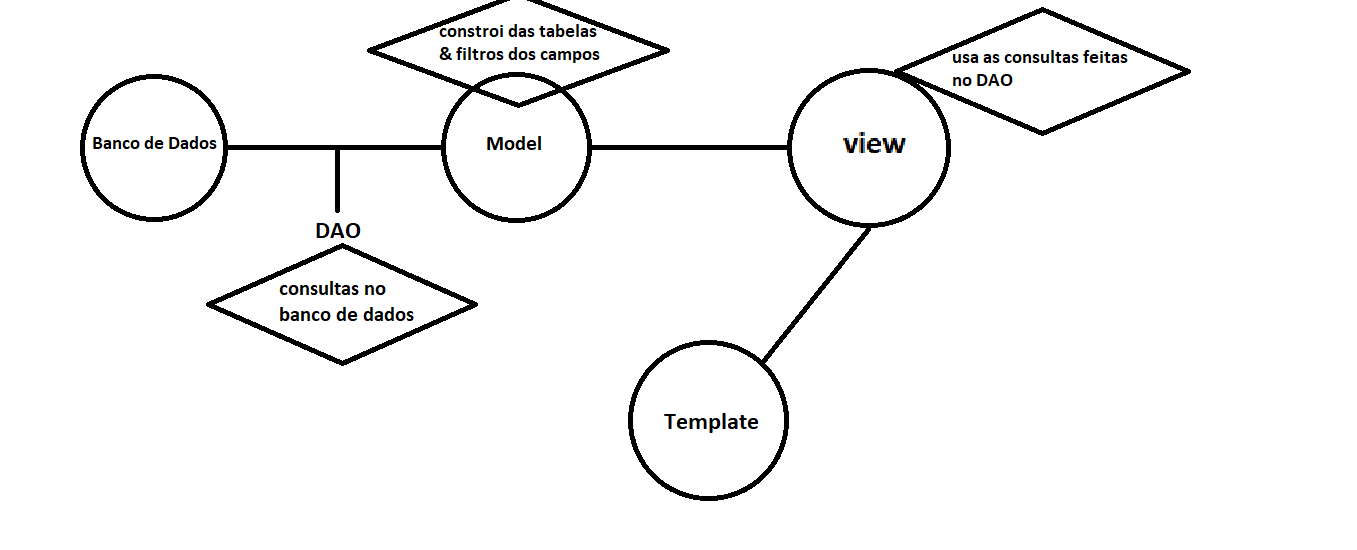 constroi das tabelas
& filtros dos campos
usa as consultas feitas
no DAO
Banco de Dados
Model
view
DAO
consultas no
banco de dados
Template